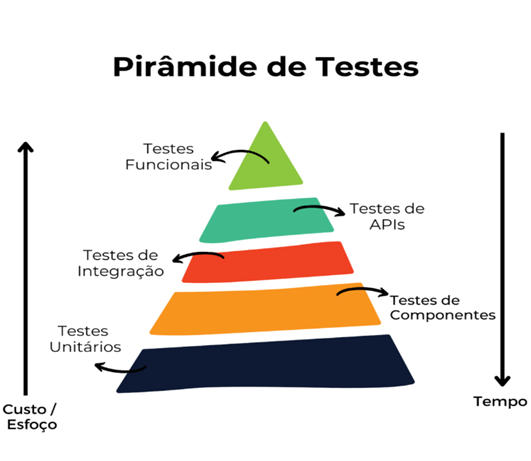 Pirâmide de Testes
Testes
Funcionais
Testes de
APIs
Testes de
Integração
Testes de
Componentes
Testes
Unitários
Custo /
Esfoço
Tempo